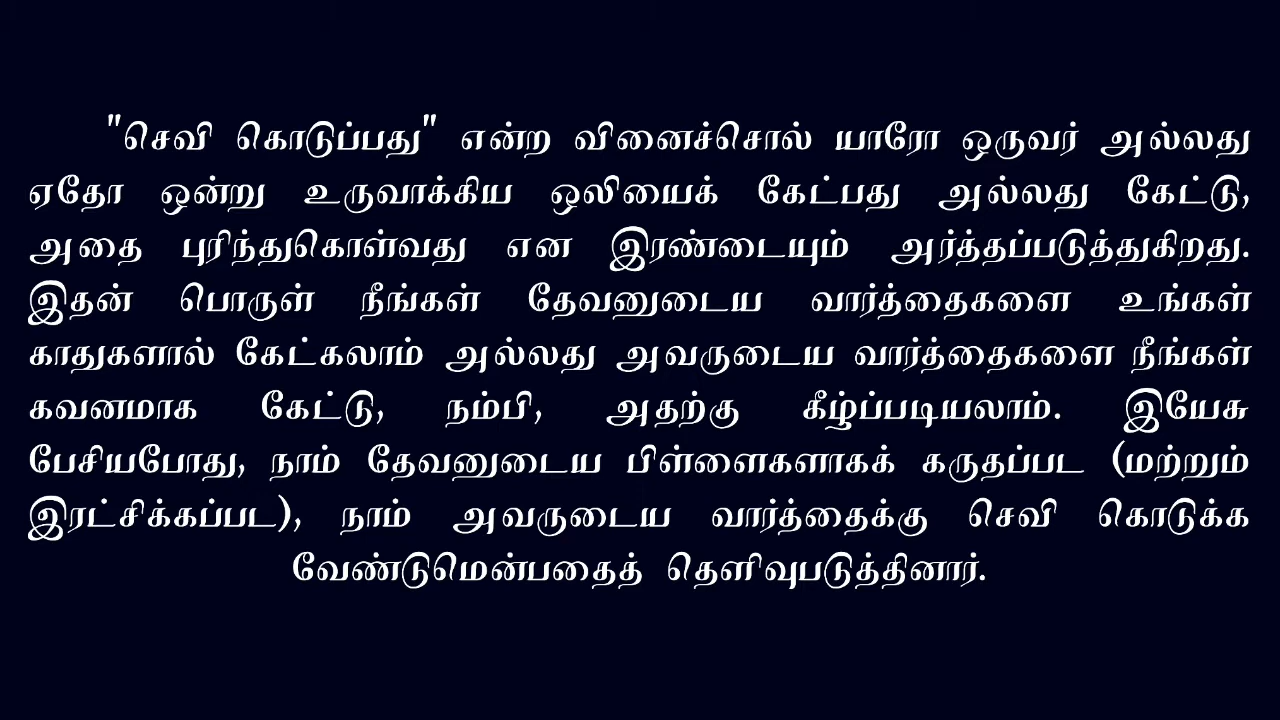 "செவி கொடுப்பது" என்ற வினைச்சொல் யாரோ ஒருவர் அல்லது
ஏதோ ஒன்று உருவாக்கிய ஒலியைக் கேட்பது அல்லது கேட்டு,
அதை புரிந்துகொள்வது என இரண்டையும் அர்த்தப்படுத்துகிறது.
இதன் பொருள் நீங்கள் தேவனுடைய வார்த்தைகளை உங்கள்
காதுகளால் கேட்கலாம் அல்லது அவருடைய வார்த்தைகளை நீங்கள்
கவனமாக கேட்டு, நம்பி, அதற்கு கீழ்ப்படியலாம். இயேசு
பேசியபோது, நாம் தேவனுடைய பிள்ளைகளாகக் கருதப்பட (மற்றும்
இரட்சிக்கப்பட), நாம் அவருடைய வார்த்தைக்கு செவி கொடுக்க
வேண்டுமென்பதைத் தெளிவுபடுத்தினார்.